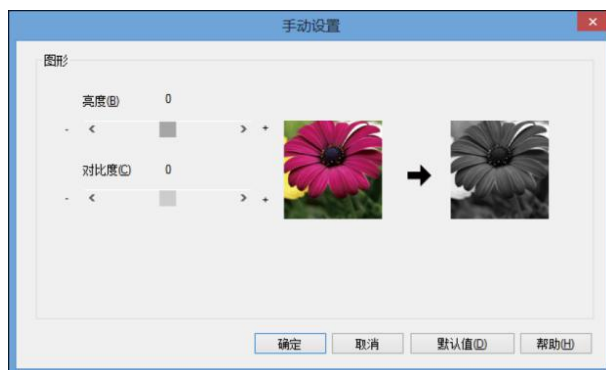 手动设置
图形
亮度(B) 0
- < > +
对比度(C) 0
- < > +
确定 取消 默认值(D) 帮助(H)